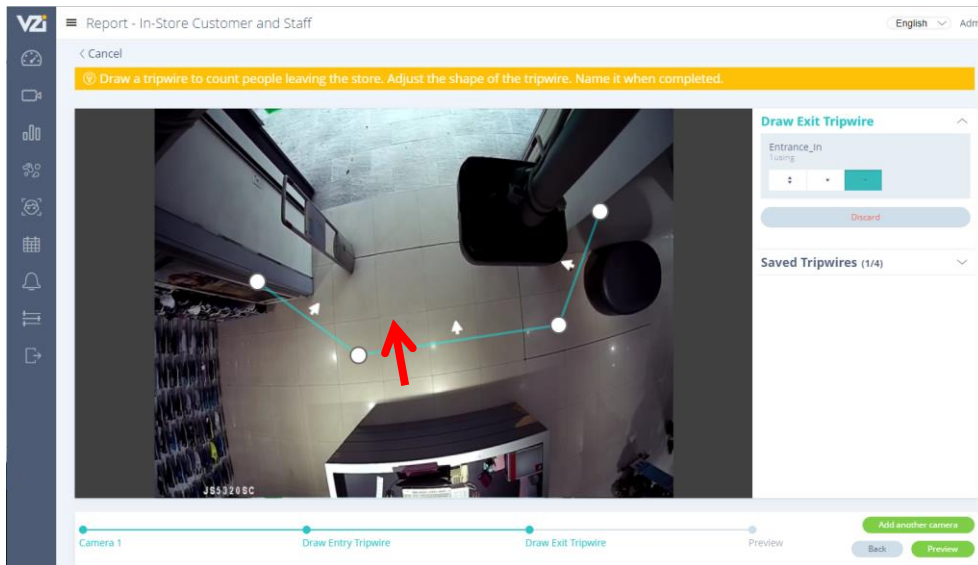 VZi
Report - In-Store Customer and Staff
English
Adm
< Cancel
Draw a tripwire to count people leaving the store. Adjust the shape of the tripwire. Name it when completed.
Draw Exit Tripwire
Entrance_In
1using
Discard
Saved Tripwires (1/4)
JS5320SC
Camera 1
Draw Entry Tripwire
Draw Exit Tripwire
Preview
Add another camera
Back
Preview